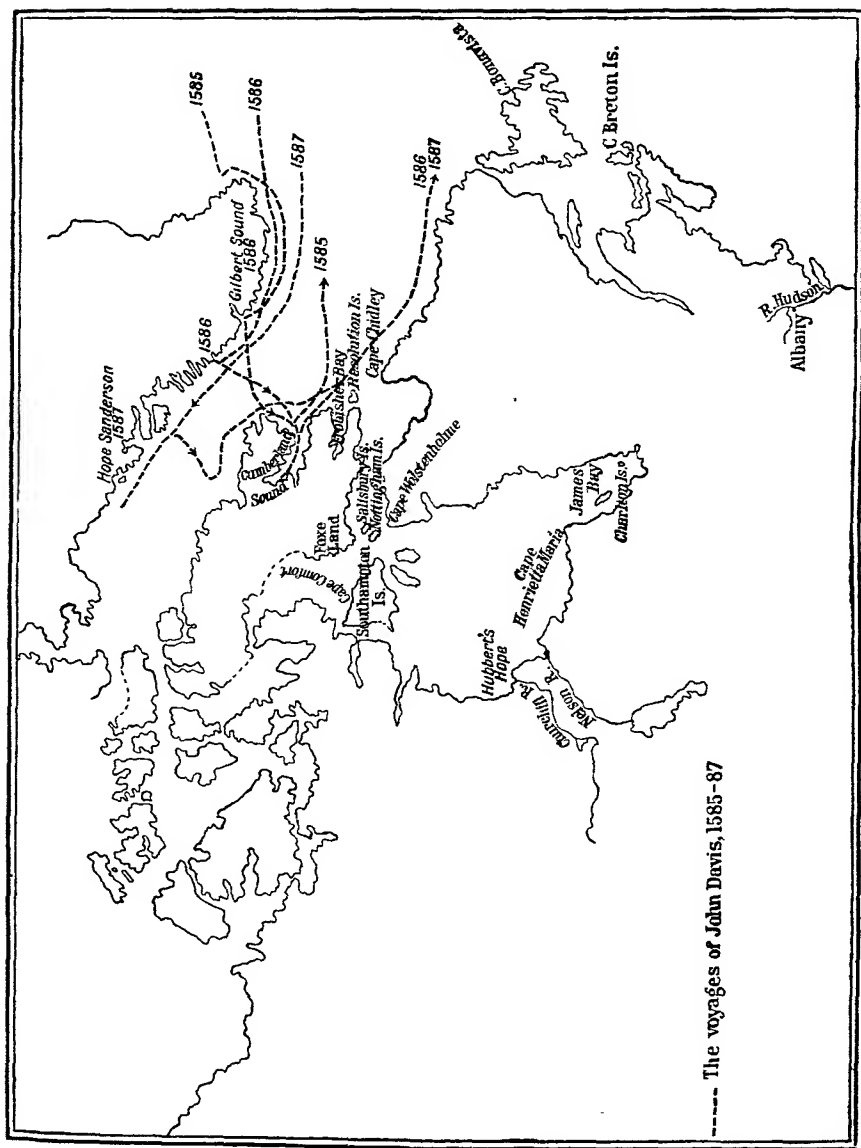 1585
1586
1587
Gilbert Sound
1586
1586
Hope Sanderson
1587
1585
1586
1587
Cumberland
Sound
Frobisher Bay
Resolution Is.
Cape Chidley
Foxe
Land
Cape Comfort
Salisbury Is.
Nottingham Is.
Cape Wolstenholme
Southampton
Is.
C. Bonavista
C Breton Is.
R. Hudson
Albany
James
Bay
Charlton Is.
Cape
Henrietta Maria
Hubbert's
Hope
Churchill R.
Nelson R.
The voyages of John Davis, 1585-87